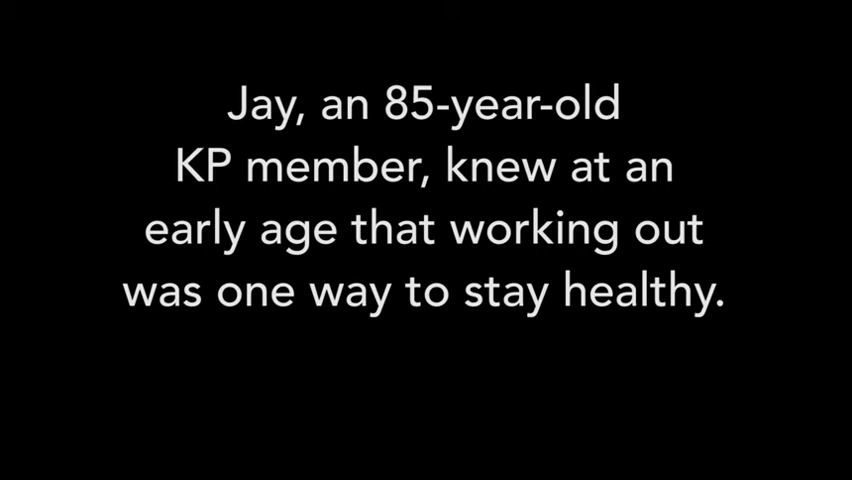 Jay, an 85-year-old
KP member, knew at an
early age that working out
was one way to stay healthy.